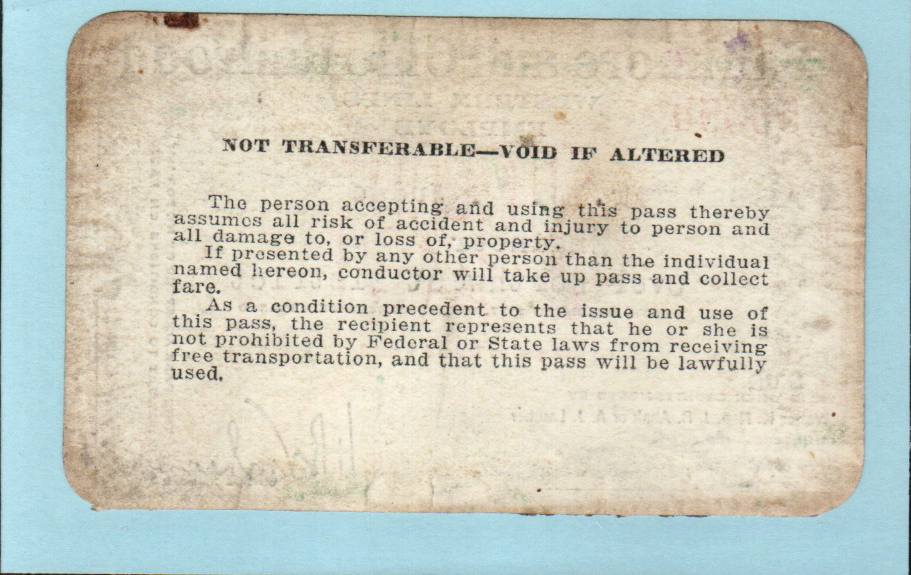 NOT TRANSFERABLE—VOID IF ALTERED
The person accepting and using this pass thereby
assumes all risk of accident and injury to person and
all damage to, or loss of, property.
If presented by any other person than the individual
named hereon, conductor will take up pass and collect
fare.
As a condition precedent to the issue and use of
this pass, the recipient represents that he or she is
not prohibited by Federal or State laws from receiving
free transportation, and that this pass will be lawfully
used.